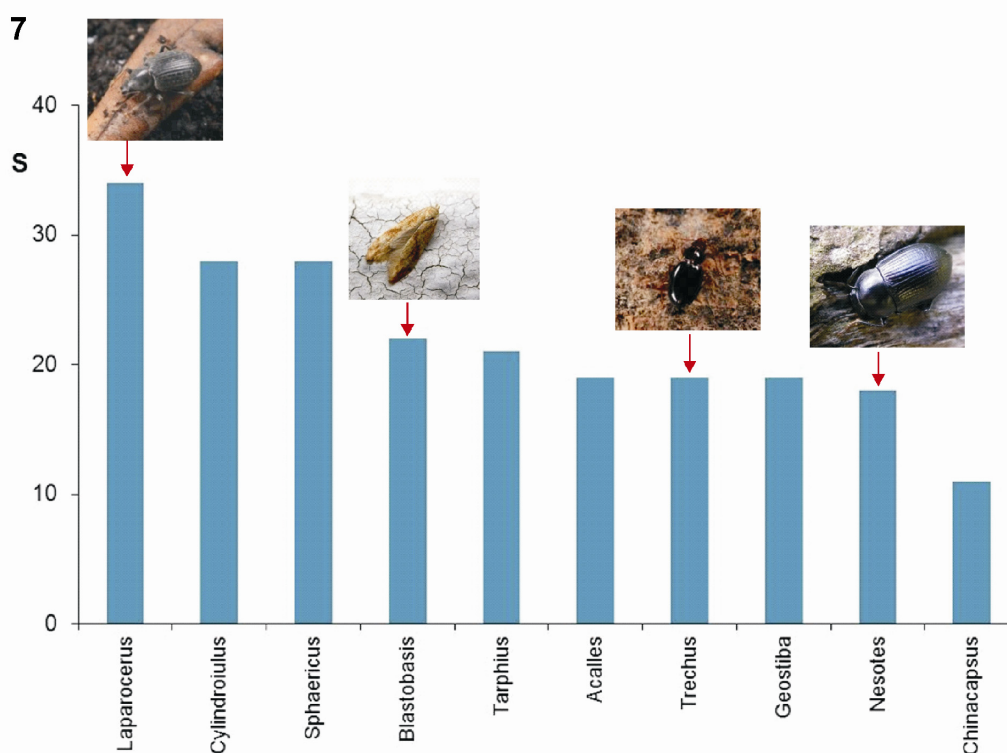 7
40
S
30
20
10
0
Laparocerus
Cylindroiulus
Sphaericus
Blastobasis
Tarphius
Acalles
Trechus
Geostiba
Nesotes
Chinacapsus